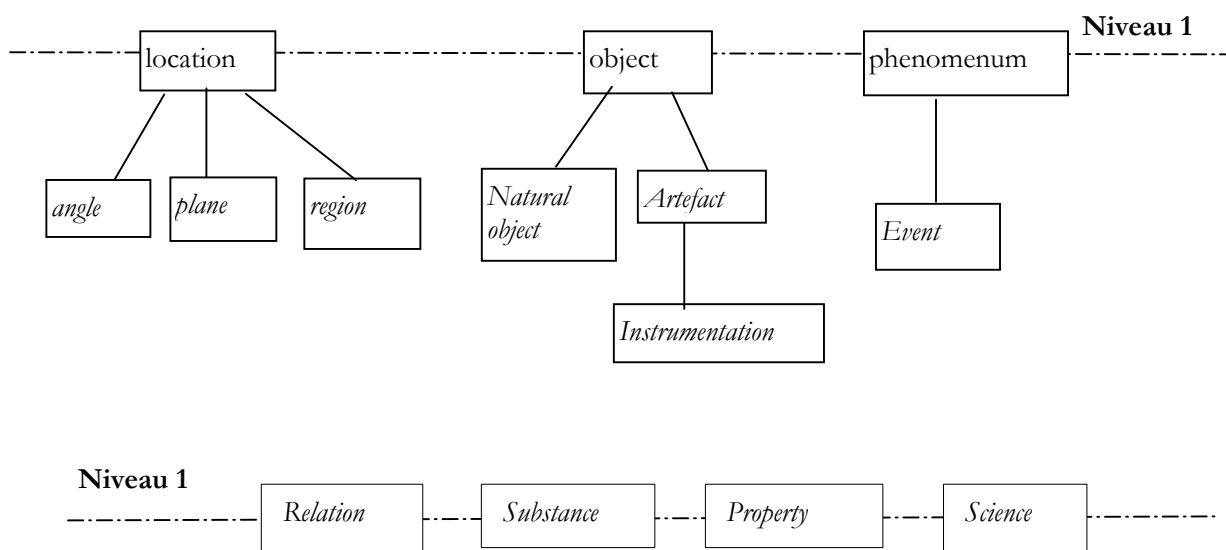 Niveau 1
location
object
phenomenum
angle
plane
region
Natural
object
Artefact
Event
Instrumentation
Niveau 1
Relation
Substance
Property
Science